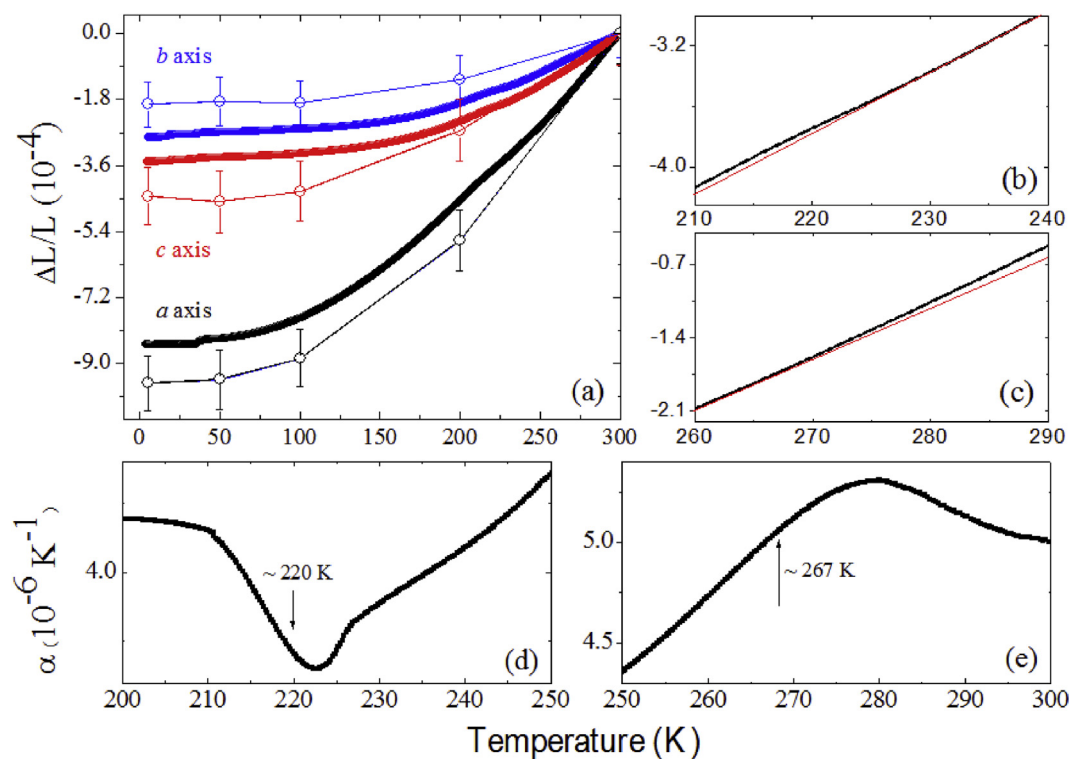 0.0
-1.8
-3.6
-5.4
-7.2
-9.0
ΔL/L (10⁻⁴)
b axis
c axis
a axis
(a)
0 50 100 150 200 250 300
-3.2
-4.0
(b)
210 220 230 240
-0.7
-1.4
-2.1
(c)
260 270 280 290
α (10⁻⁶ K⁻¹)
4.0
~ 220 K
(d)
200 210 220 230 240 250
5.0
4.5
~ 267 K
(e)
250 260 270 280 290 300
Temperature (K)